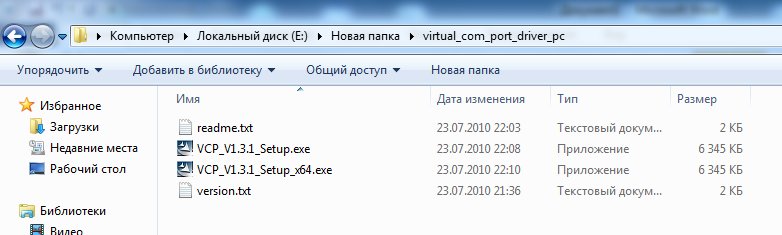 Компьютер ▸ Локальный диск (E:) ▸ Новая папка ▸ virtual_com_port_driver_pc
Упорядочить Добавить в библиотеку Общий доступ Новая папка
Избранное
Загрузки
Недавние места
Рабочий стол
Библиотеки
Видео
Имя Дата изменения Тип Размер
readme.txt 23.07.2010 22:03 Текстовый докум... 2 КБ
VCP_V1.3.1_Setup.exe 23.07.2010 22:08 Приложение 6 345 КБ
VCP_V1.3.1_Setup_x64.exe 23.07.2010 22:10 Приложение 6 345 КБ
version.txt 23.07.2010 21:36 Текстовый докум... 2 КБ